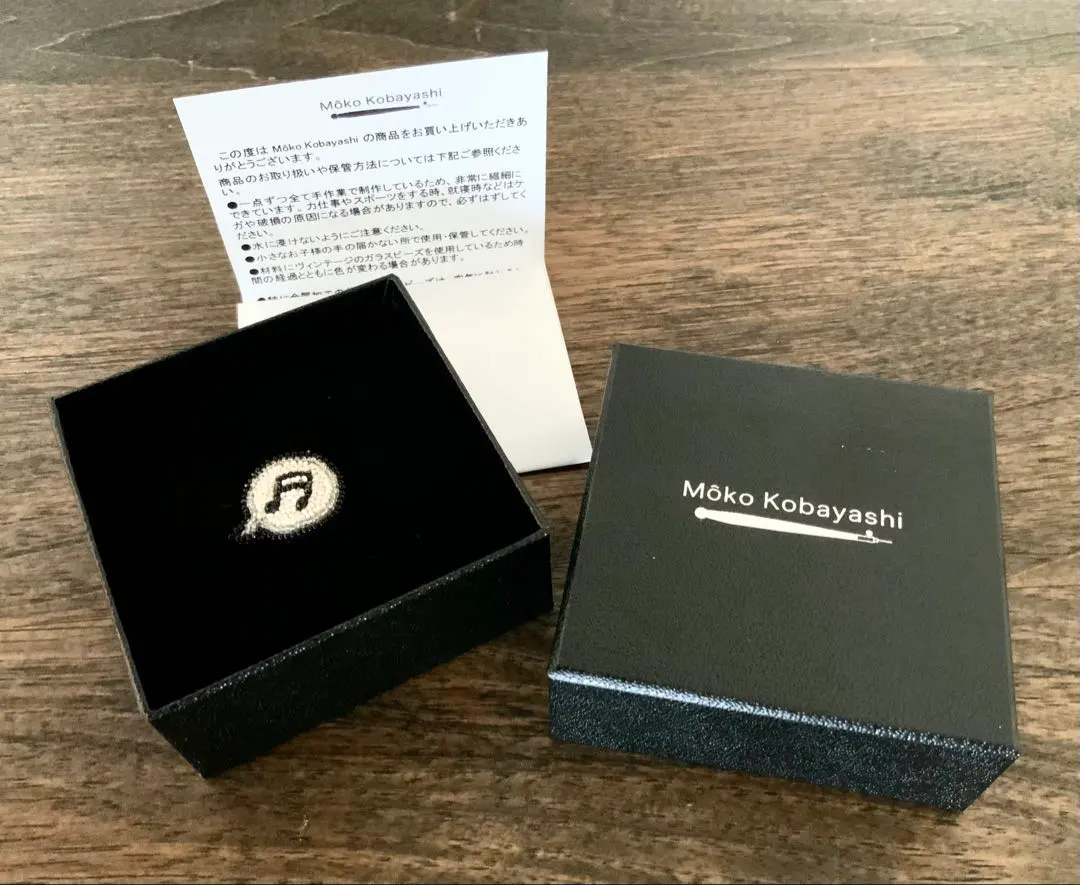 Môko Kobayashi
この度は Môko Kobayashi の商品をお買い上げいただきあ
りがとうございます。
商品のお取り扱いや保管方法については下記ご参照くださ
い。
●一点ずつ全て手作業で制作しているため、非常に繊細に
できています。力仕事やスポーツをする時、就寝時などはケ
ガや破損の原因になる場合がありますので、必ずはずしてく
ださい。
●水に浸けないようにご注意ください。
●小さなお子様の手の届かない所で使用・保管してください。
●材料にヴィンテージのガラスビーズを使用しているため時
間の経過とともに色が変わる場合があります。
Môko Kobayashi